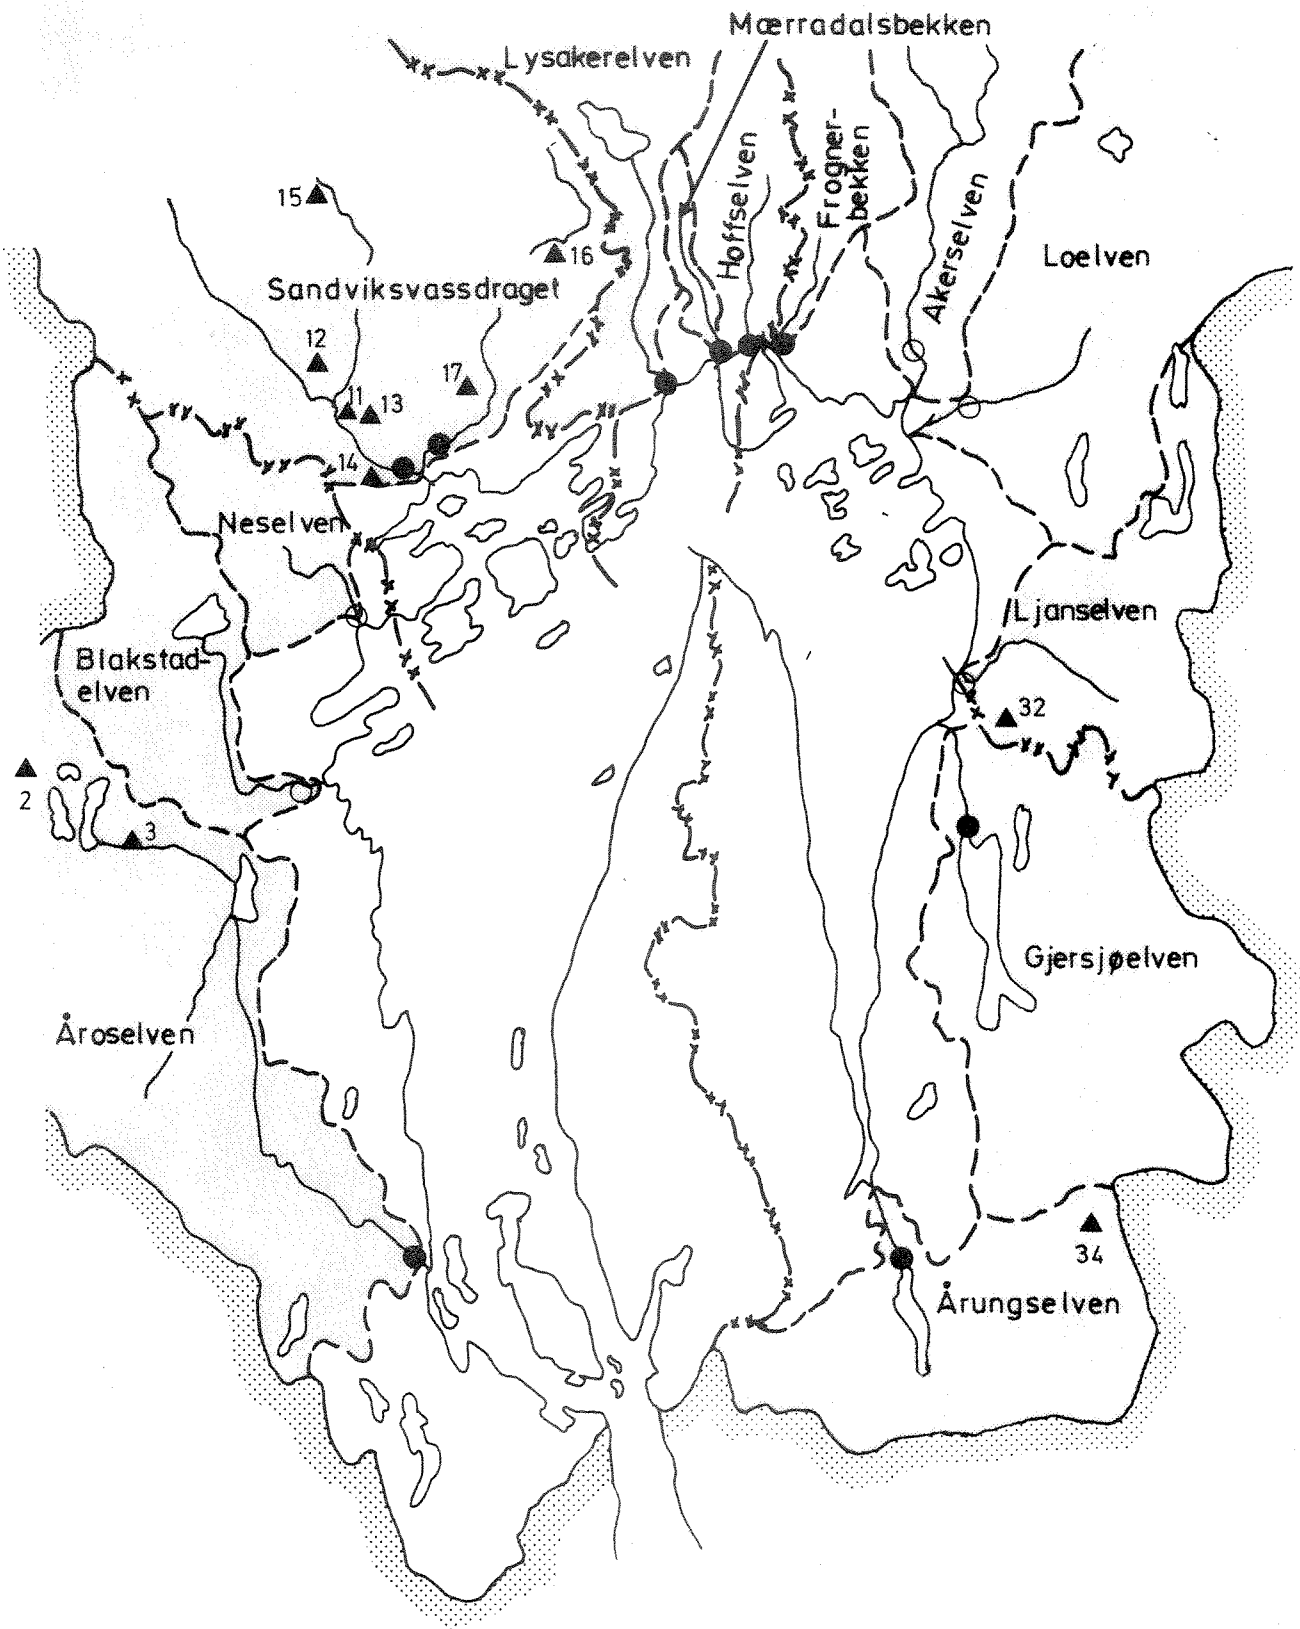 Mærradalsbekken
Lysakerelven
Hoffselven
Frogner-
bekken
Akerselven
Loelven
15
16
Sandviksvassdraget
12
17
11
13
14
Neselven
Ljanselven
Blakstad-
elven
32
2
3
Gjersjøelven
Åroselven
34
Årungselven